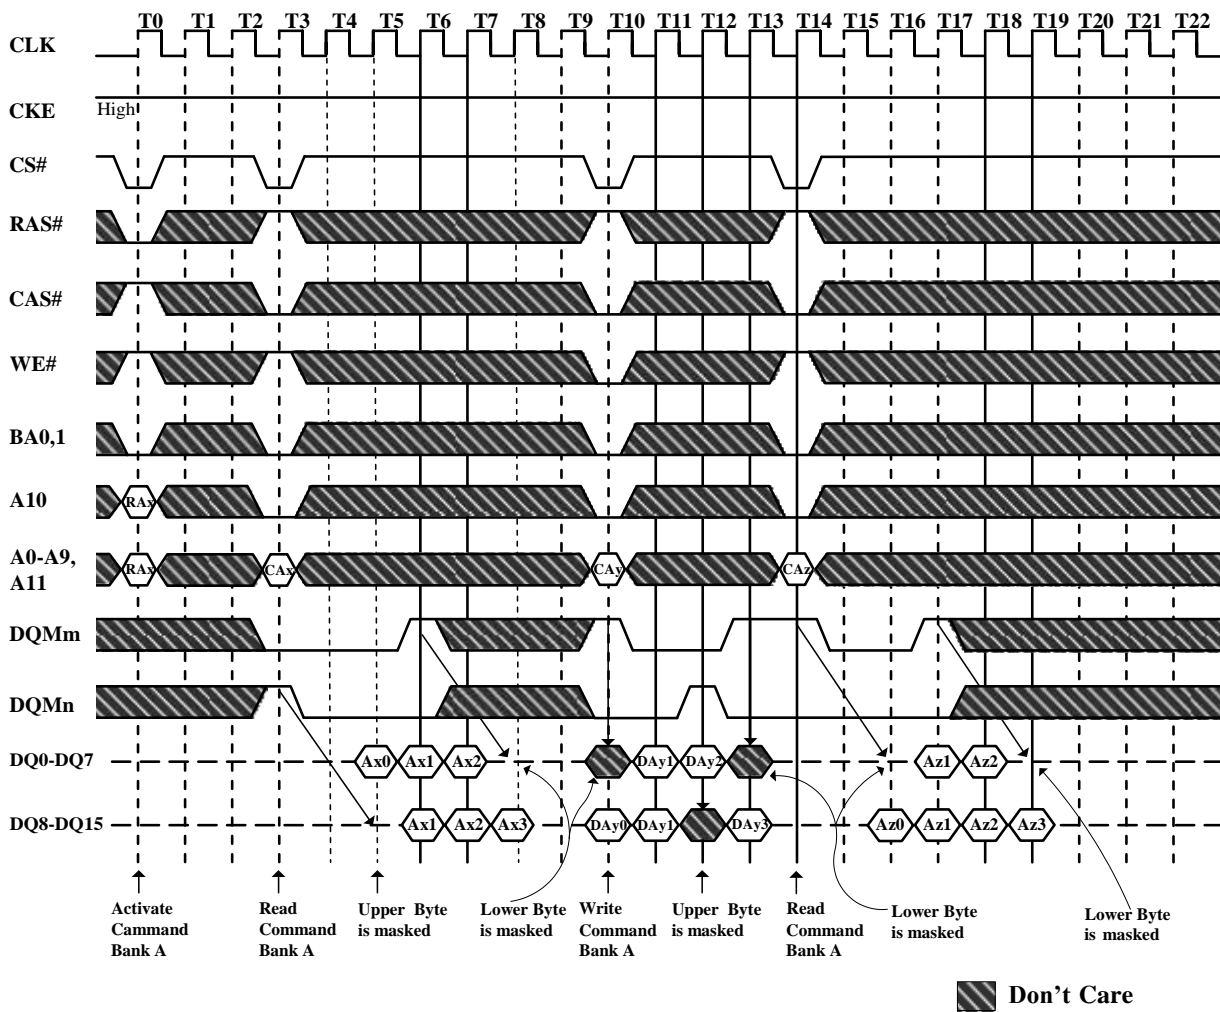 T0 T1 T2 T3 T4 T5 T6 T7 T8 T9 T10 T11 T12 T13 T14 T15 T16 T17 T18 T19 T20 T21 T22
CLK
CKE High
CS#
RAS#
CAS#
WE#
BA0,1
A10 RAx
A0-A9,
A11 RAx CAx CAy CAz
DQMm
DQMn
DQ0-DQ7 Ax0 Ax1 Ax2 DAy1 DAy2 Az1 Az2
DQ8-DQ15 Ax1 Ax2 Ax3 DAy0 DAy1 DAy3 Az0 Az1 Az2 Az3
Activate
Cammand
Bank A
Read
Command
Bank A
Upper Byte
is masked
Lower Byte
is masked
Write
Command
Bank A
Upper Byte
is masked
Read
Command
Bank A
Lower Byte
is masked
Lower Byte
is masked
Don't Care